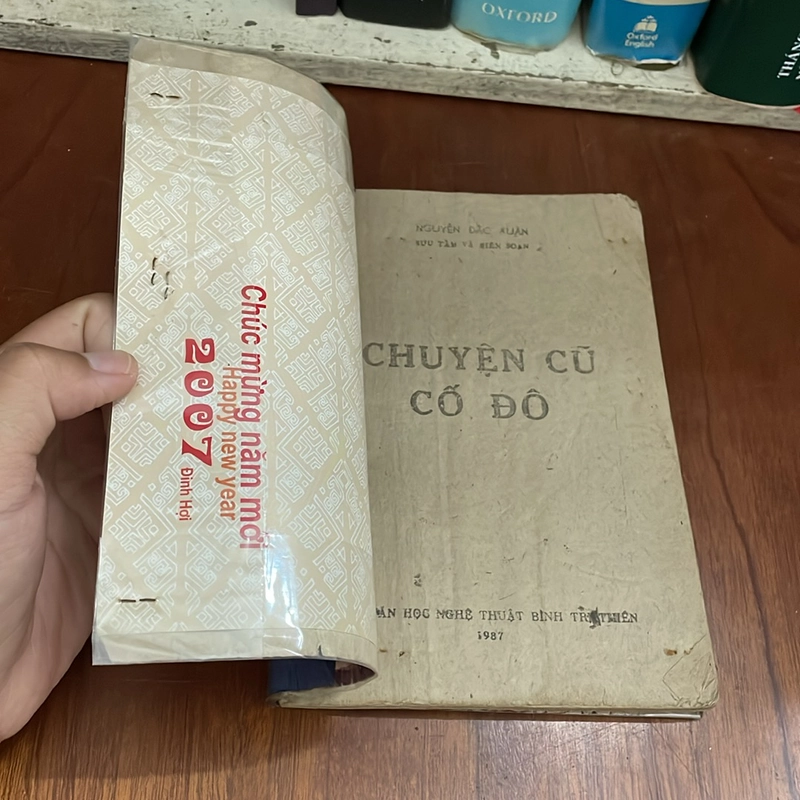 OXFORD
Oxford
English
Chúc mừng năm mới
Happy new year
2007
Đinh Hợi
NGUYỄN ĐẮC XUÂN
SƯU TẦM VÀ BIÊN SOẠN
CHUYỆN CŨ
CỐ ĐÔ
HỌC NGHỆ THUẬT BÌNH TRỊ THIÊN
1987